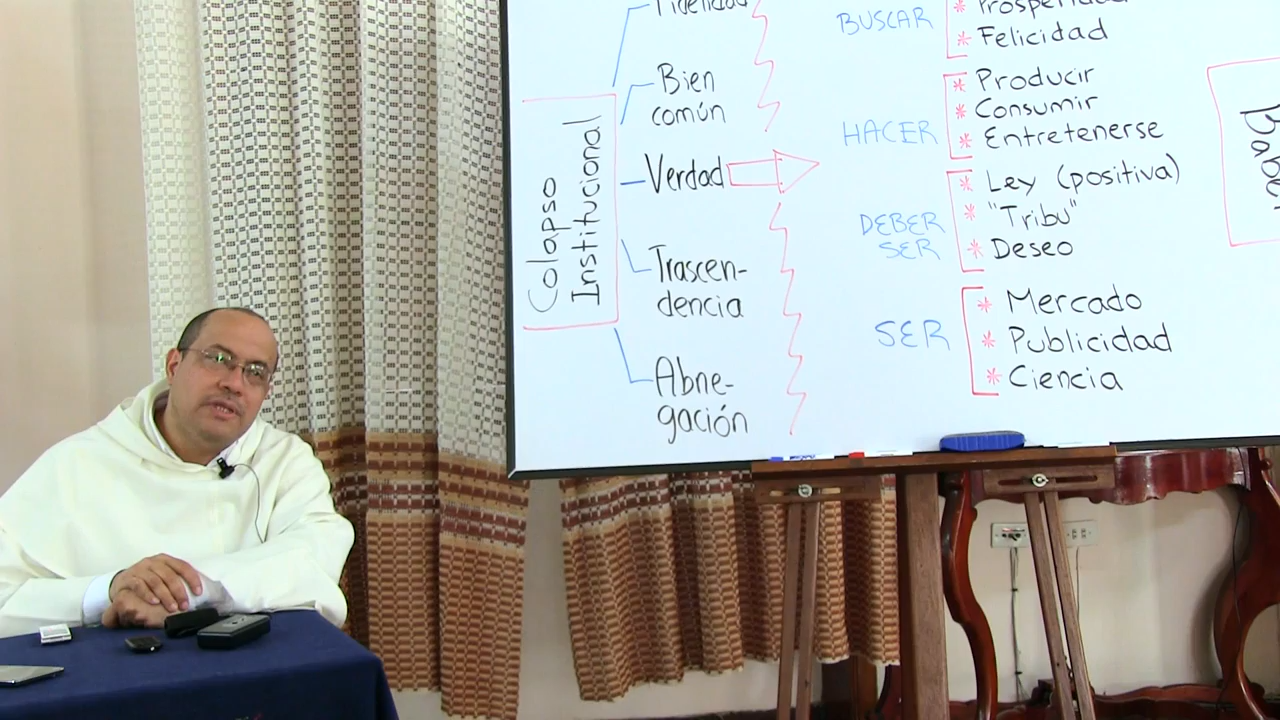 Colapso
Institucional
Fidelidad
Bien
común
Verdad
Trascen-
dencia
Abne-
gación
BUSCAR
* Felicidad
HACER
* Producir
* Consumir
* Entretenerse
DEBER
SER
* Ley (positiva)
* "Tribu"
* Deseo
SER
* Mercado
* Publicidad
* Ciencia